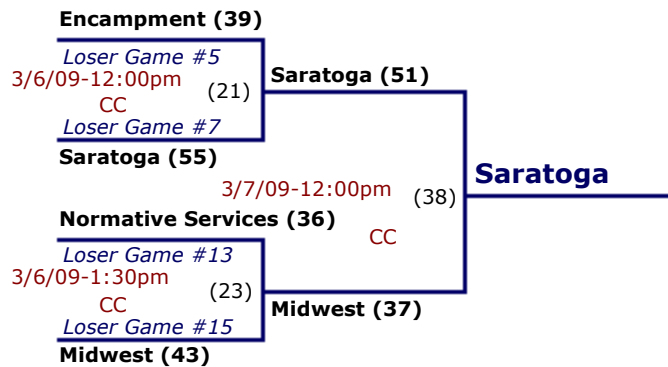 Encampment (39)
Loser Game #5
3/6/09-12:00pm
(21)
CC
Saratoga (51)
Loser Game #7
Saratoga (55)
3/7/09-12:00pm
(38)
CC
Saratoga
Normative Services (36)
Loser Game #13
3/6/09-1:30pm
(23)
CC
Midwest (37)
Loser Game #15
Midwest (43)